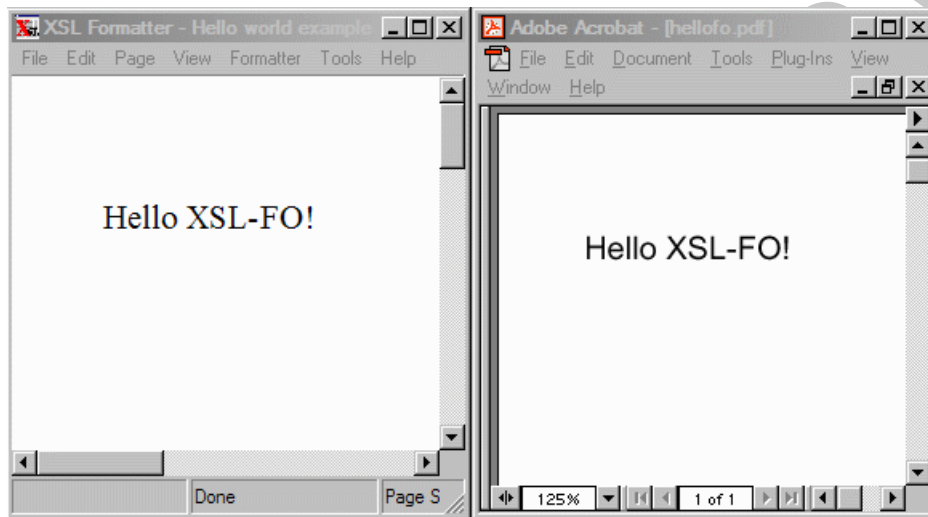 XSL Formatter - Hello world example
File Edit Page View Formatter Tools Help
Hello XSL-FO!
Done Page S
Adobe Acrobat - [hellofo.pdf]
File Edit Document Tools Plug-Ins View
Window Help
Hello XSL-FO!
125% 1 of 1